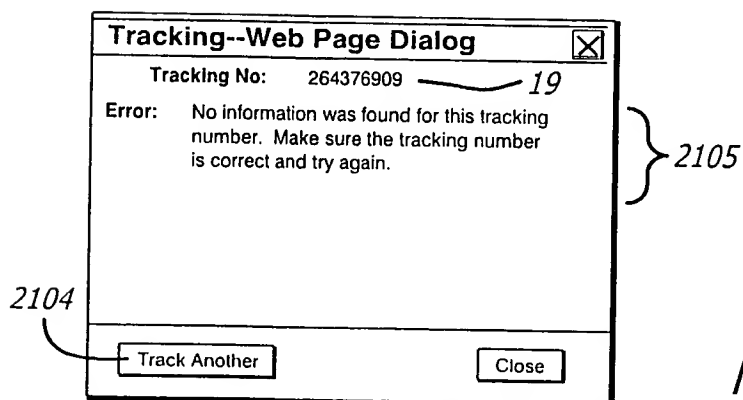 Tracking--Web Page Dialog
Tracking No: 264376909 19
Error: No information was found for this tracking
number. Make sure the tracking number
is correct and try again.
2105
2104
Track Another Close